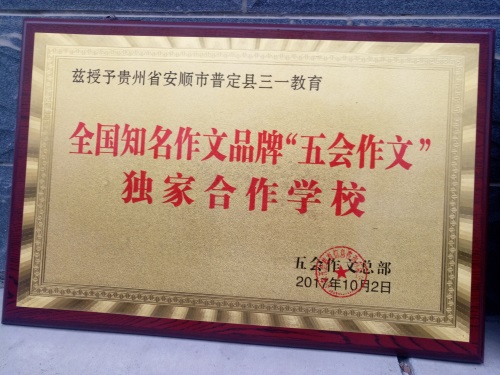 兹授予贵州省安顺市普定县三一教育
全国知名作文品牌“五会作文”
独家合作学校
五会作文总部
2017年10月2日